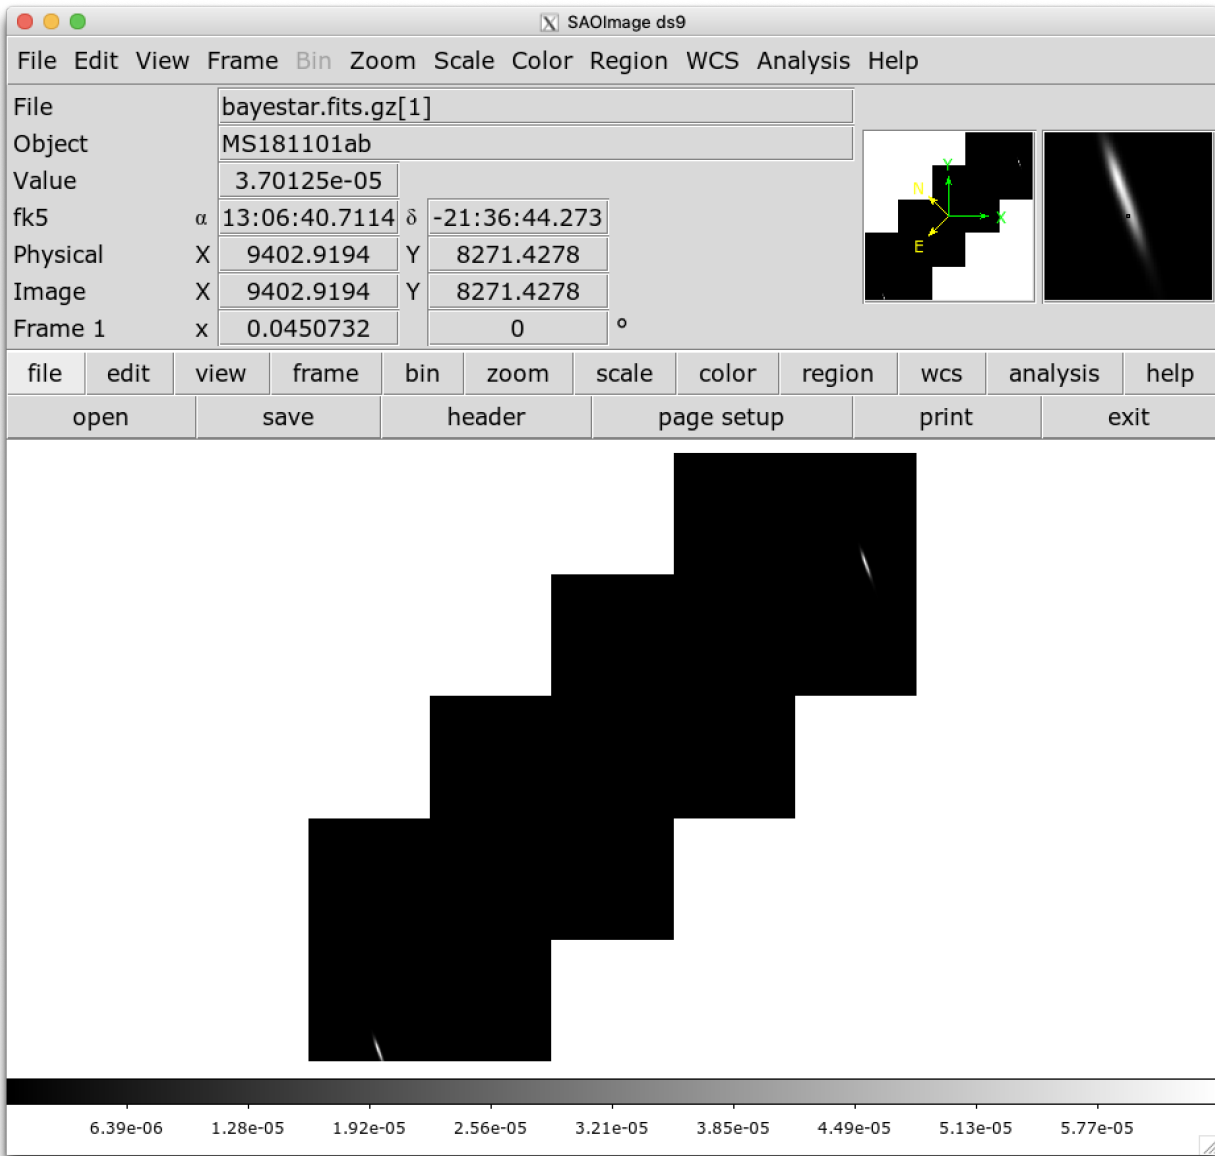 SAOImage ds9
File Edit View Frame Bin Zoom Scale Color Region WCS Analysis Help
File bayestar.fits.gz[1]
Object MS181101ab
Value 3.70125e-05
fk5 α 13:06:40.7114 δ -21:36:44.273
Physical X 9402.9194 Y 8271.4278
Image X 9402.9194 Y 8271.4278
Frame 1 x 0.0450732 0 °
Y
N
X
E
file edit view frame bin zoom scale color region wcs analysis help
open save header page setup print exit
6.39e-06 1.28e-05 1.92e-05 2.56e-05 3.21e-05 3.85e-05 4.49e-05 5.13e-05 5.77e-05